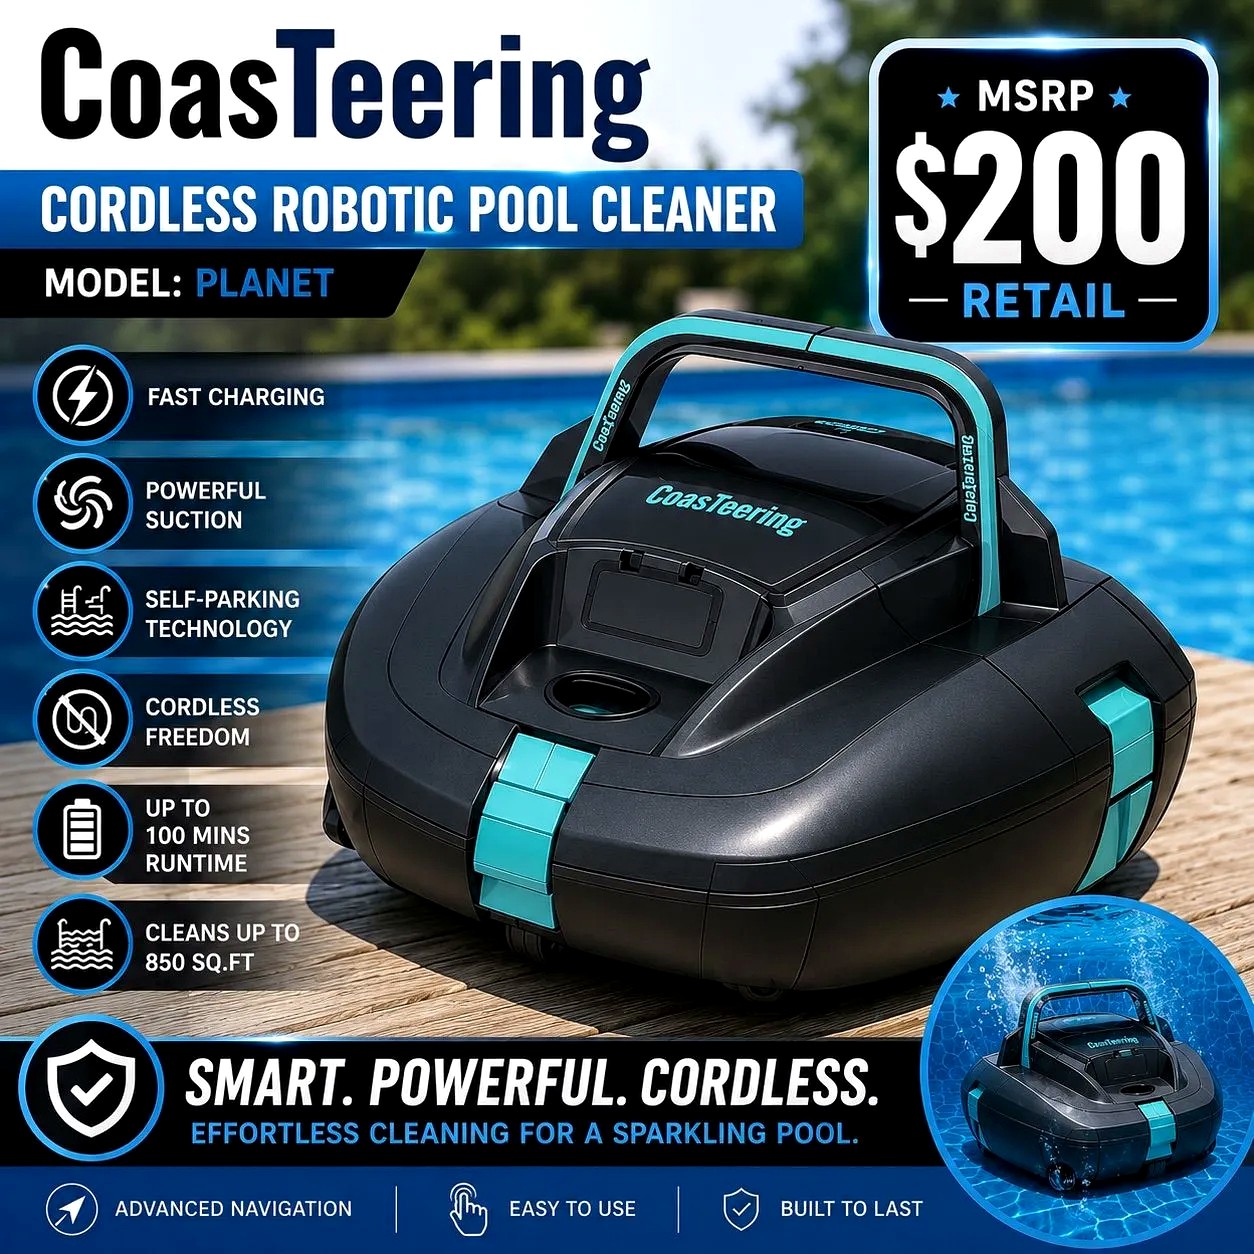 CoasTeering
CORDLESS ROBOTIC POOL CLEANER
MODEL: PLANET
MSRP
$200
RETAIL
FAST CHARGING
POWERFUL
SUCTION
SELF-PARKING
TECHNOLOGY
CORDLESS
FREEDOM
UP TO
100 MINS
RUNTIME
CLEANS UP TO
850 SQ.FT
CoasTeering
CoasTeering
SMART. POWERFUL. CORDLESS.
EFFORTLESS CLEANING FOR A SPARKLING POOL.
ADVANCED NAVIGATION
EASY TO USE
BUILT TO LAST